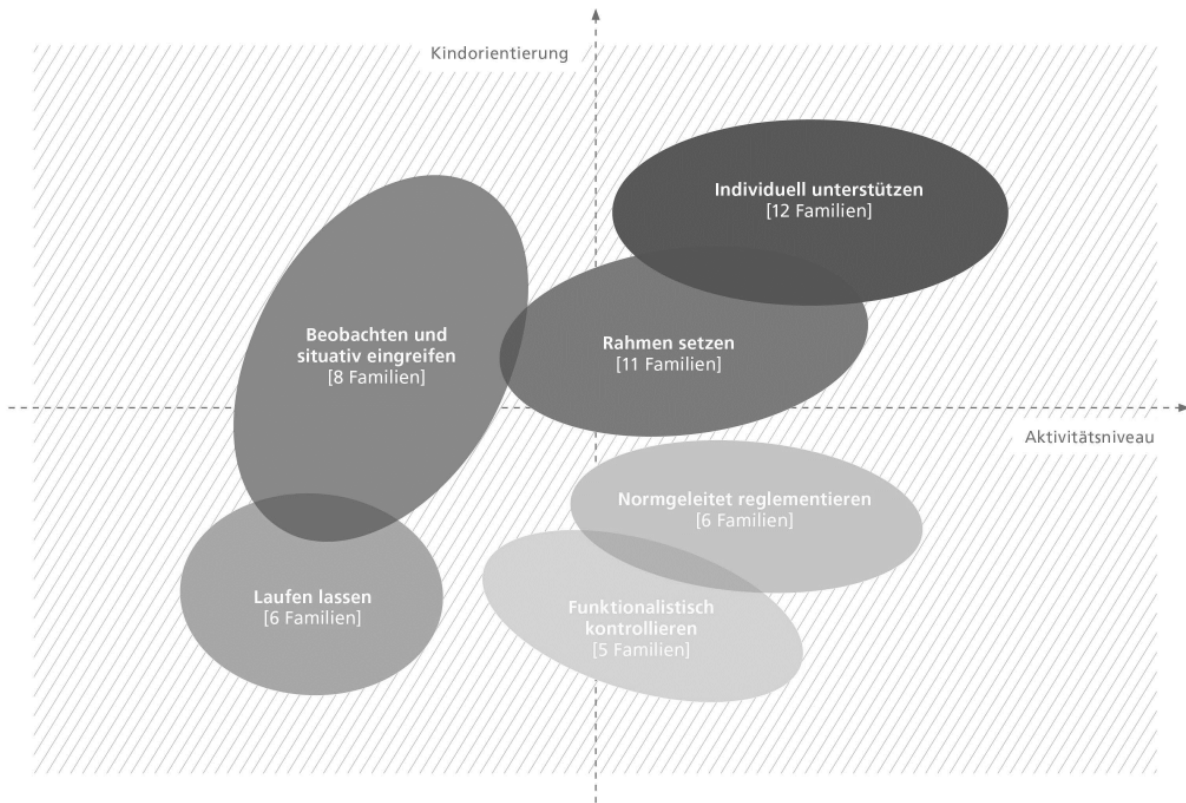 Kindorientierung
Individuell unterstützen
[12 Familien]
Beobachten und
situativ eingreifen
[8 Familien]
Rahmen setzen
[11 Familien]
Aktivitätsniveau
Normgeleitet reglementieren
[6 Familien]
Laufen lassen
[6 Familien]
Funktionalistisch
kontrollieren
[5 Familien]